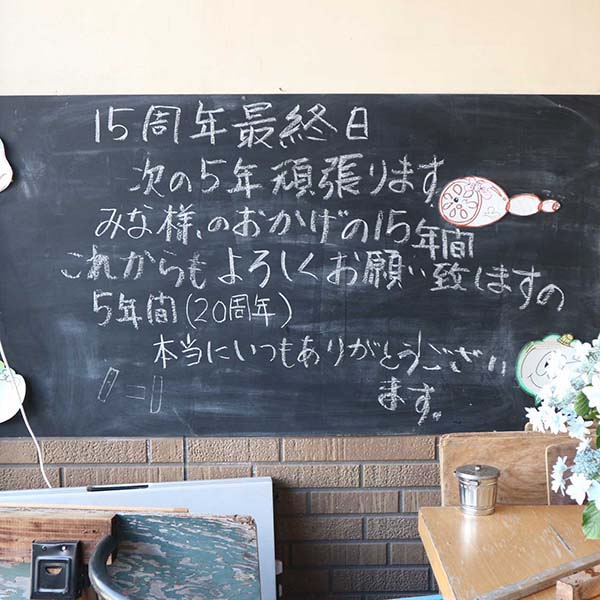 15周年最終日
次の5年頑張ります
みな様、のおかげの15年間
これからもよろしくお願い致しますの
5年間(20周年)
本当にいつもありがとうござい
ます。